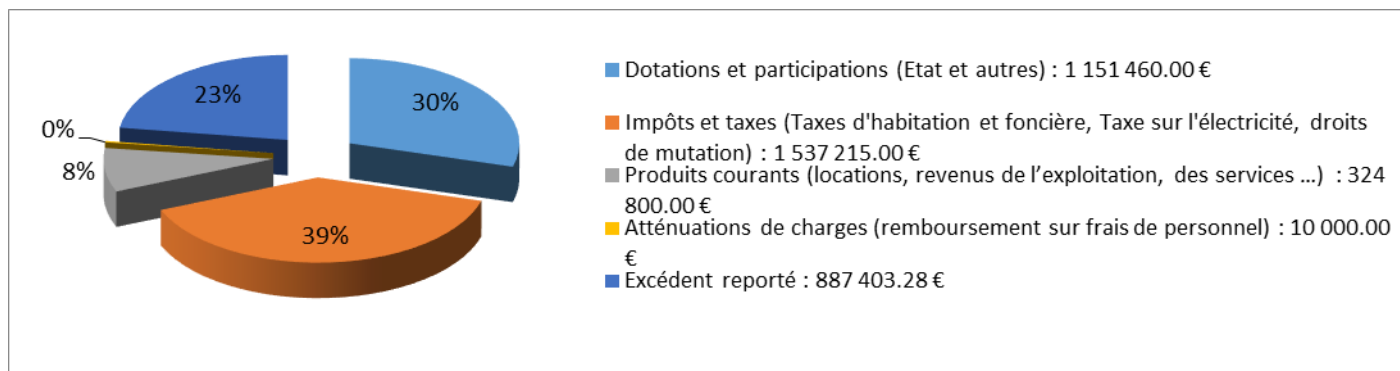 23%
30%
0%
8%
39%
Dotations et participations (Etat et autres) : 1 151 460.00 €
Impôts et taxes (Taxes d'habitation et foncière, Taxe sur l'électricité, droits
de mutation) : 1 537 215.00 €
Produits courants (locations, revenus de l’exploitation, des services ...) : 324
800.00 €
Atténuations de charges (remboursement sur frais de personnel) : 10 000.00
€
Excédent reporté : 887 403.28 €